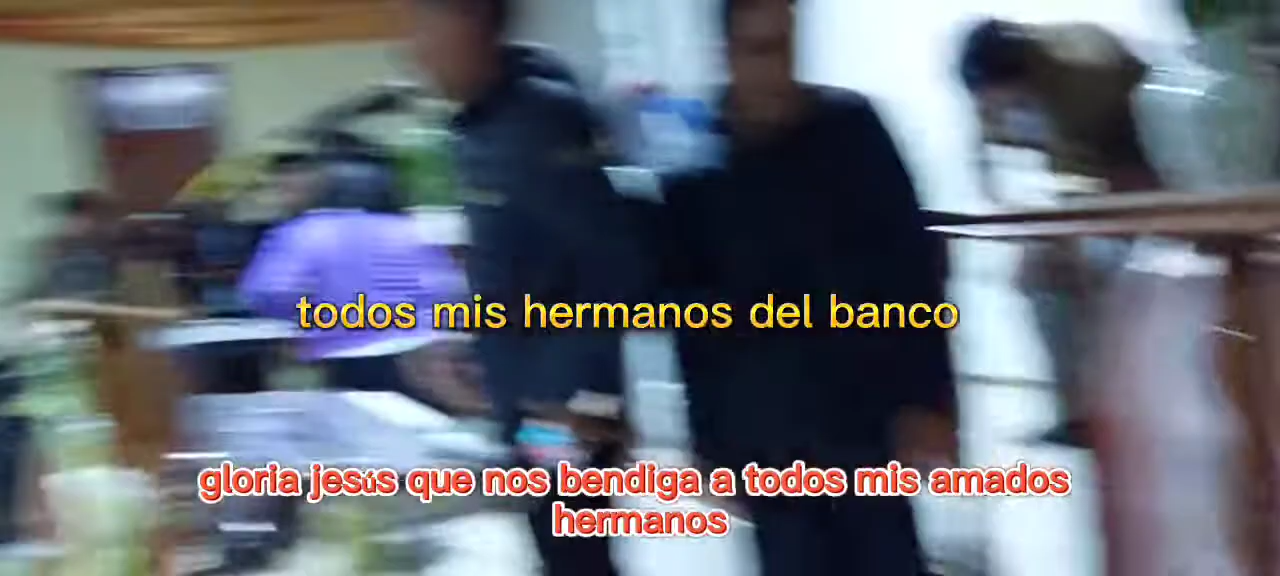 todos mis hermanos del banco
gloria jesús que nos bendiga a todos mis amados
hermanos